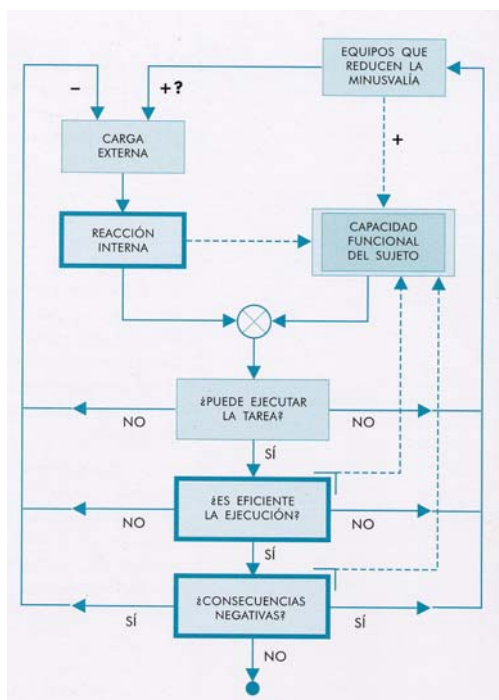 EQUIPOS QUE
REDUCEN LA
MINUSVALÍA
–
+?
+
CARGA
EXTERNA
REACCIÓN
INTERNA
CAPACIDAD
FUNCIONAL
DEL SUJETO
¿PUEDE EJECUTAR
LA TAREA?
NO
NO
SÍ
¿ES EFICIENTE
LA EJECUCIÓN?
NO
NO
SÍ
¿CONSECUENCIAS
NEGATIVAS?
SÍ
SÍ
NO